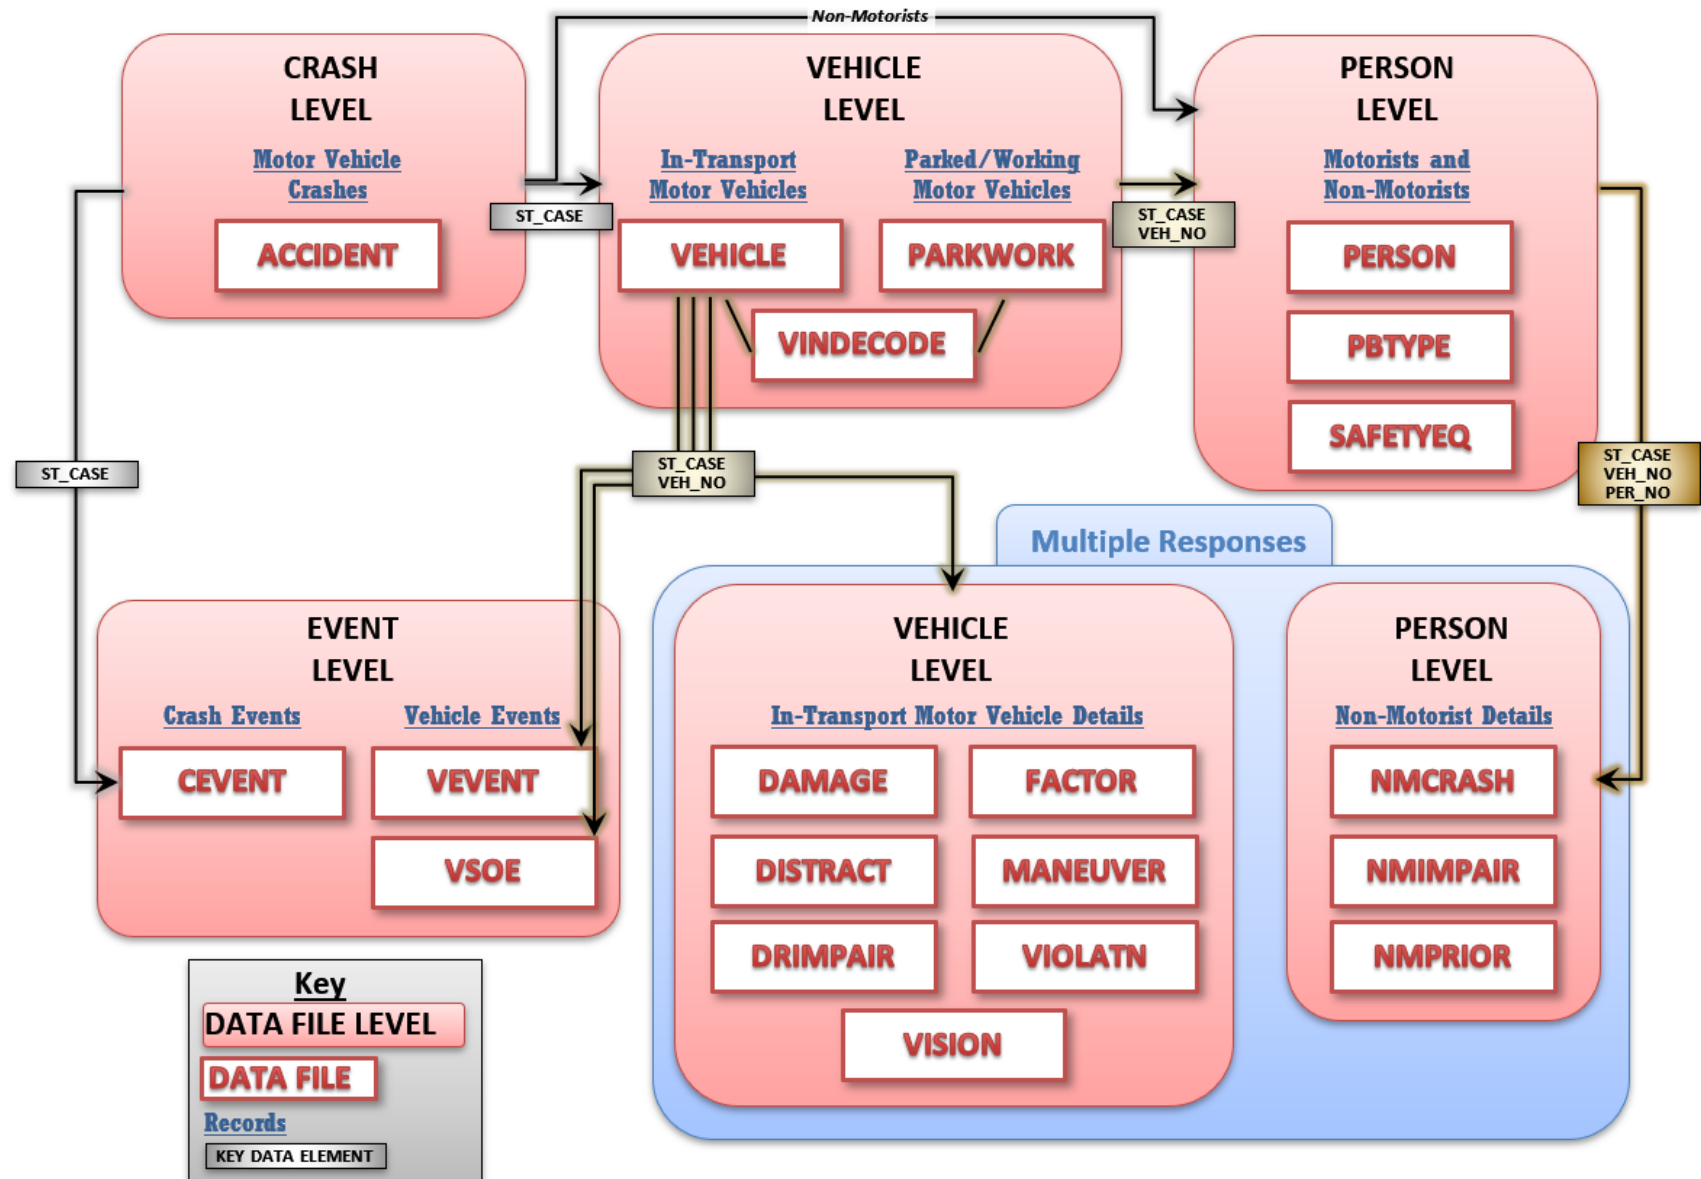 Non-Motorists
CRASH
LEVEL
Motor Vehicle
Crashes
ACCIDENT
ST_CASE
VEHICLE
LEVEL
In-Transport
Motor Vehicles
Parked/Working
Motor Vehicles
VEHICLE
PARKWORK
VINDECODE
ST_CASE
VEH_NO
PERSON
LEVEL
Motorists and
Non-Motorists
PERSON
PBTYPE
SAFETYEQ
ST_CASE
ST_CASE
VEH_NO
ST_CASE
VEH_NO
PER_NO
EVENT
LEVEL
Crash Events
Vehicle Events
CEVENT
VEVENT
VSOE
Multiple Responses
VEHICLE
LEVEL
In-Transport Motor Vehicle Details
DAMAGE
FACTOR
DISTRACT
MANEUVER
DRIMPAIR
VIOLATN
VISION
PERSON
LEVEL
Non-Motorist Details
NMCRASH
NMIMPAIR
NMPRIOR
Key
DATA FILE LEVEL
DATA FILE
Records
KEY DATA ELEMENT